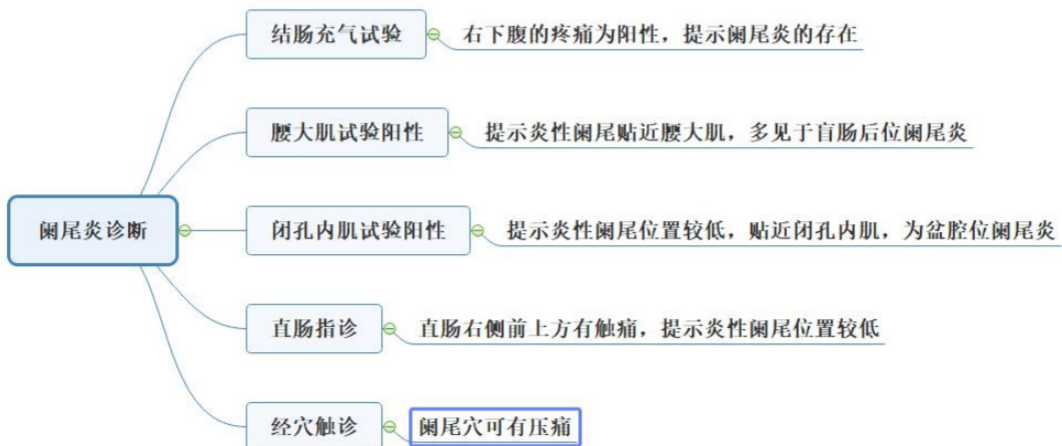 结肠充气试验
右下腹的疼痛为阳性，提示阑尾炎的存在
腰大肌试验阳性
提示炎性阑尾贴近腰大肌，多见于盲肠后位阑尾炎
阑尾炎诊断
闭孔内肌试验阳性
提示炎性阑尾位置较低，贴近闭孔内肌，为盆腔位阑尾炎
直肠指诊
直肠右侧前上方有触痛，提示炎性阑尾位置较低
经穴触诊
阑尾穴可有压痛